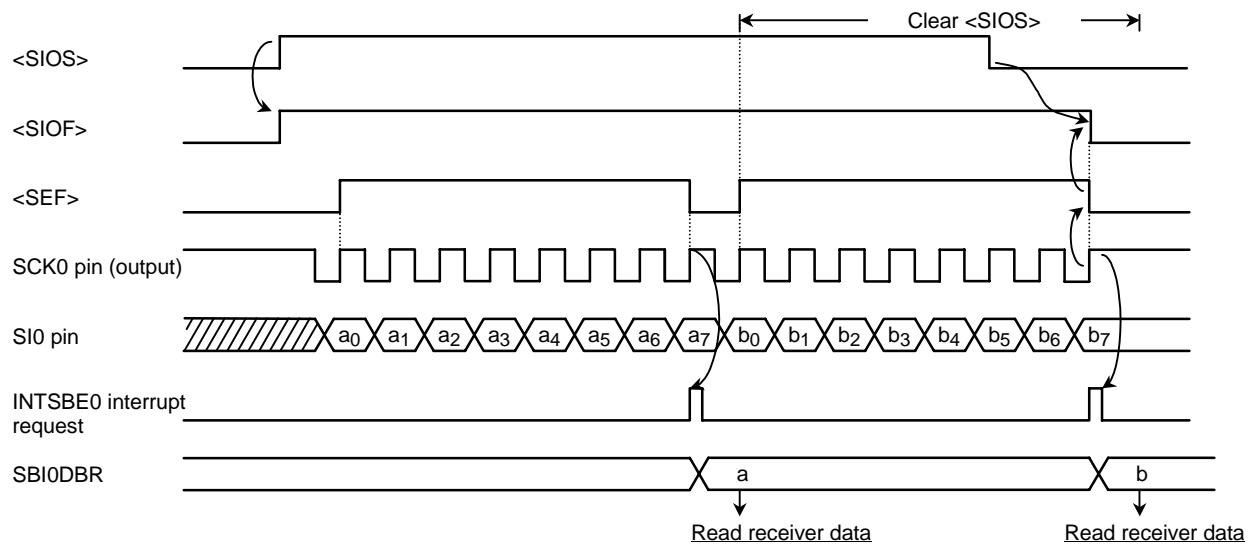 Clear <SIOS>
<SIOS>
<SIOF>
<SEF>
SCK0 pin (output)
SI0 pin
a0 a1 a2 a3 a4 a5 a6 a7 b0 b1 b2 b3 b4 b5 b6 b7
INTSBE0 interrupt
request
SBI0DBR
a b
Read receiver data Read receiver data